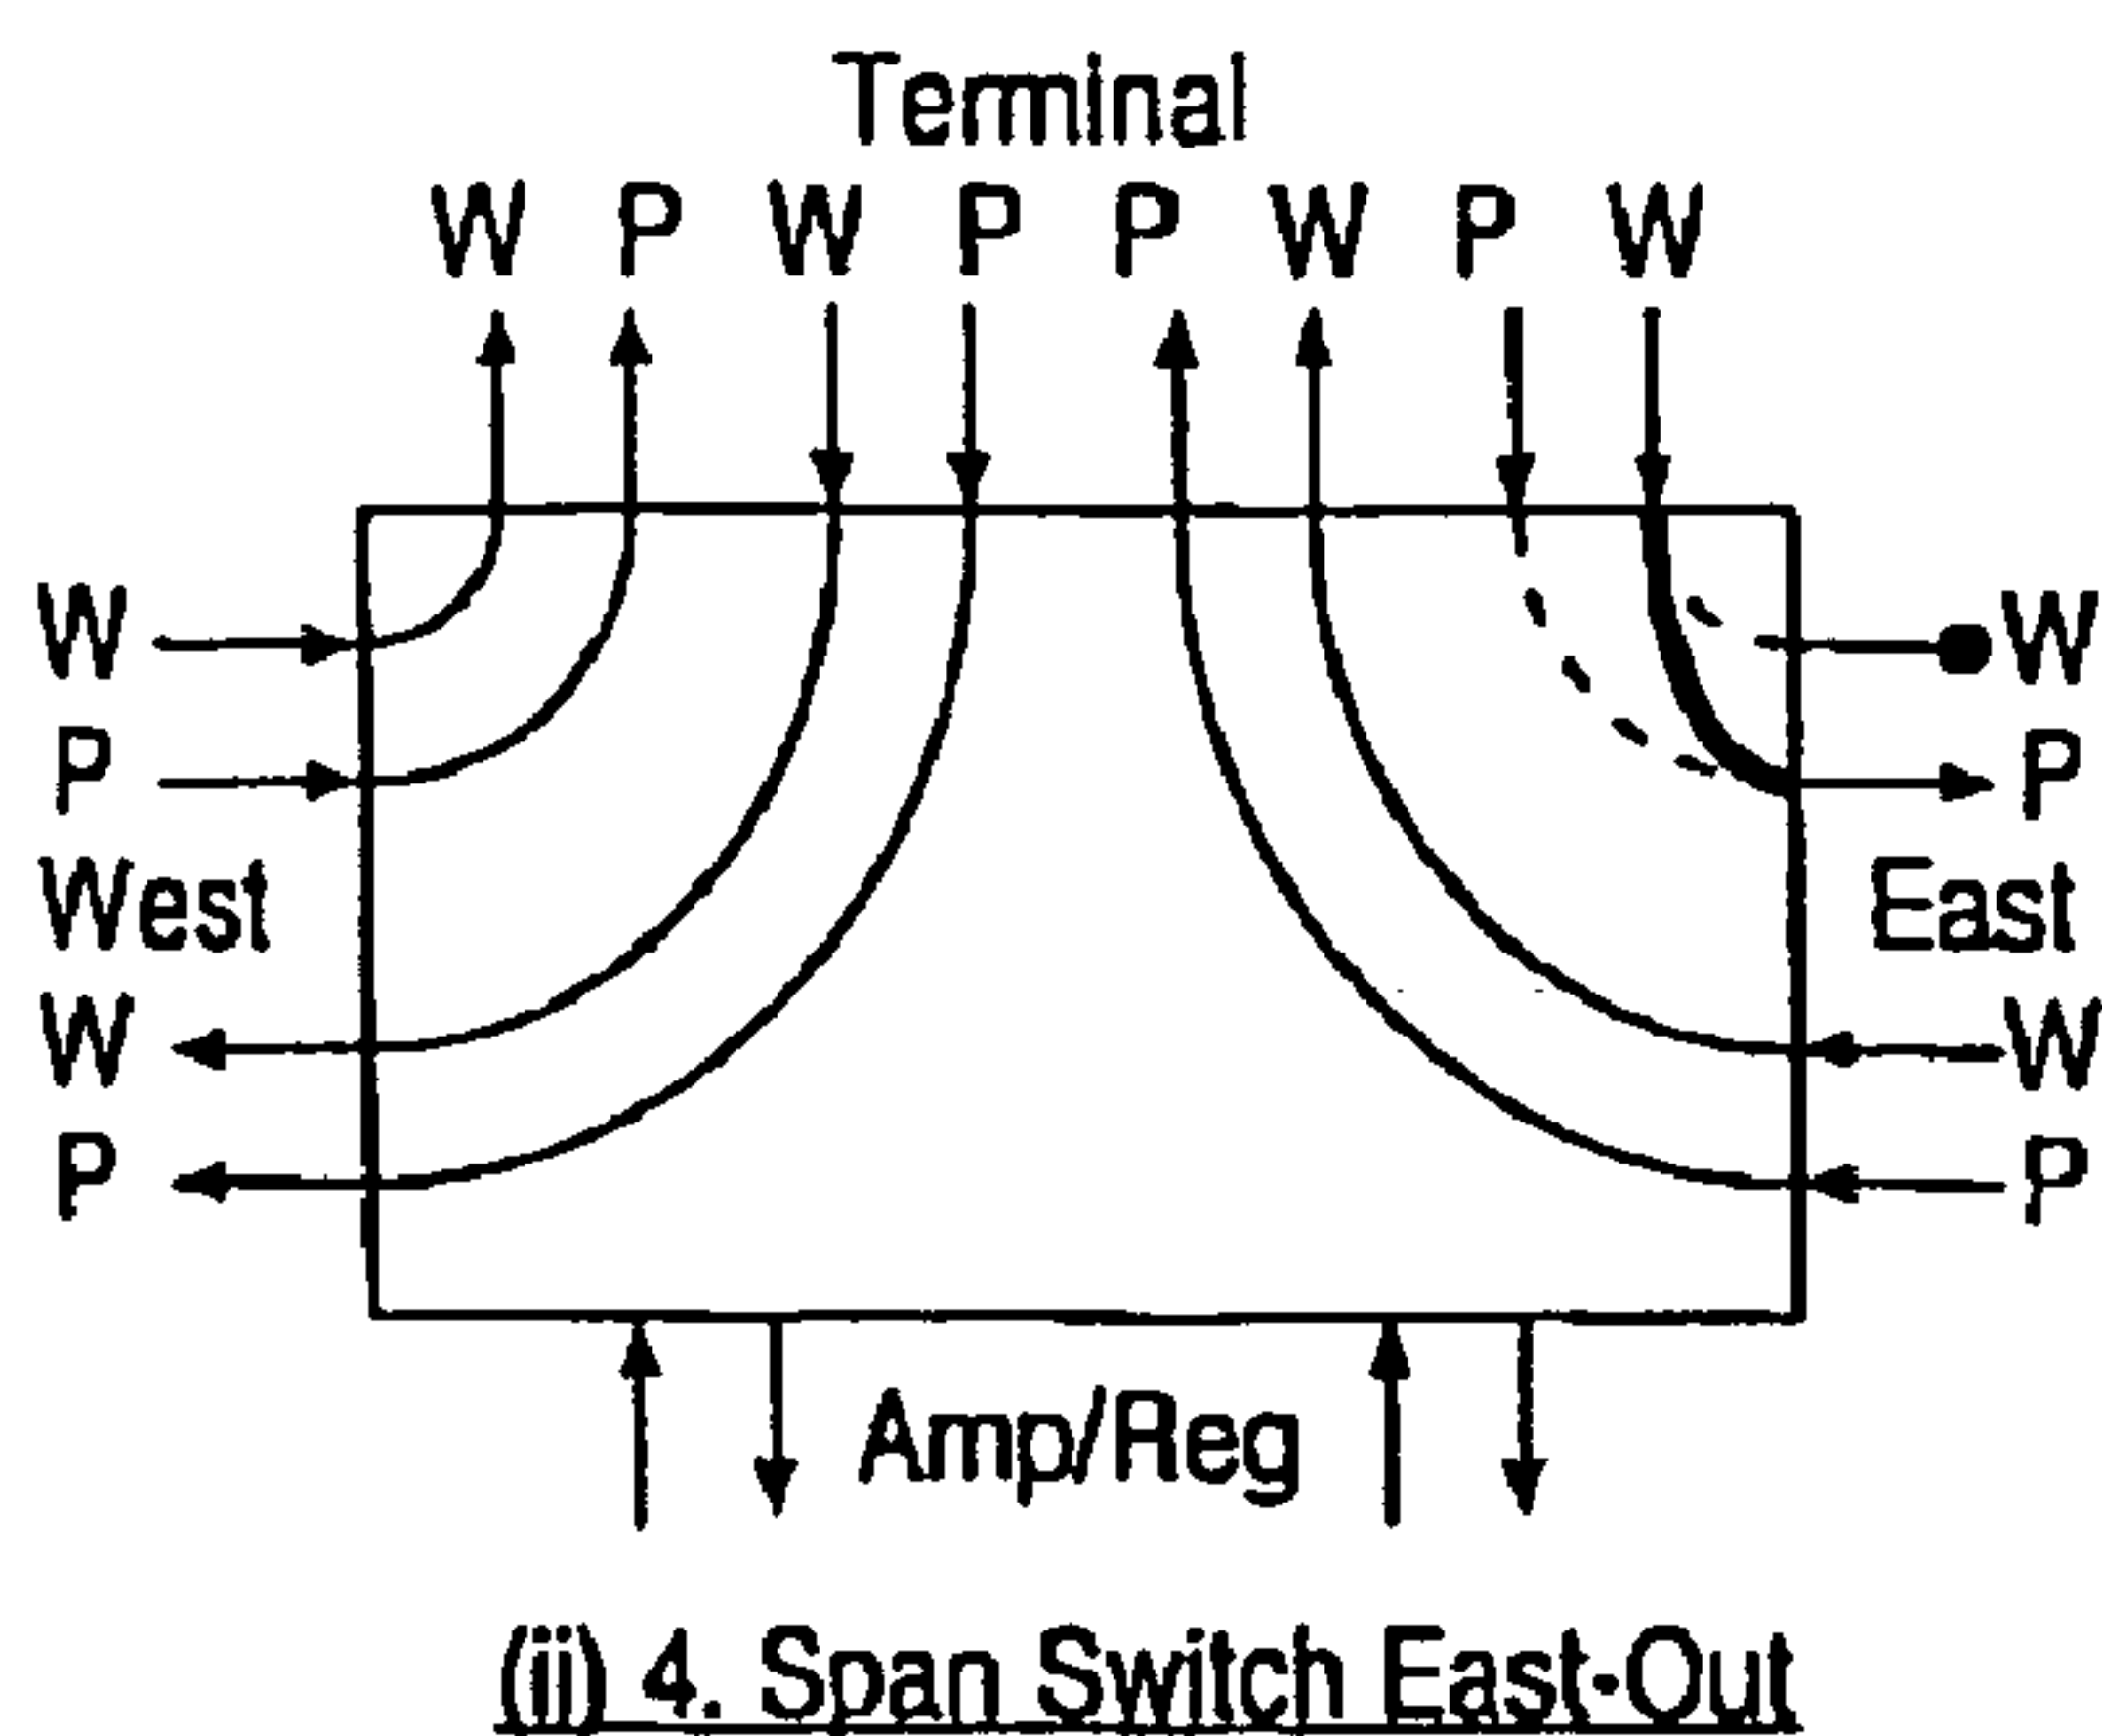 Terminal
W P W P P W P W
W W
P P
West East
W W
P P
Amp/Reg
(ii) 4. Span Switch East-Out